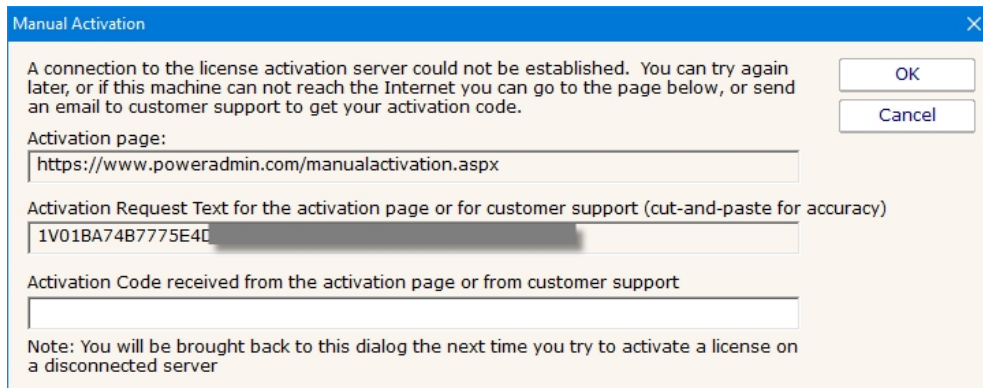 Manual Activation
A connection to the license activation server could not be established.  You can try again
later, or if this machine can not reach the Internet you can go to the page below, or send
an email to customer support to get your activation code.
OK
Cancel
Activation page:
https://www.poweradmin.com/manualactivation.aspx
Activation Request Text for the activation page or for customer support (cut-and-paste for accuracy)
1V01BA74B7775E4D
Activation Code received from the activation page or from customer support
Note: You will be brought back to this dialog the next time you try to activate a license on
a disconnected server